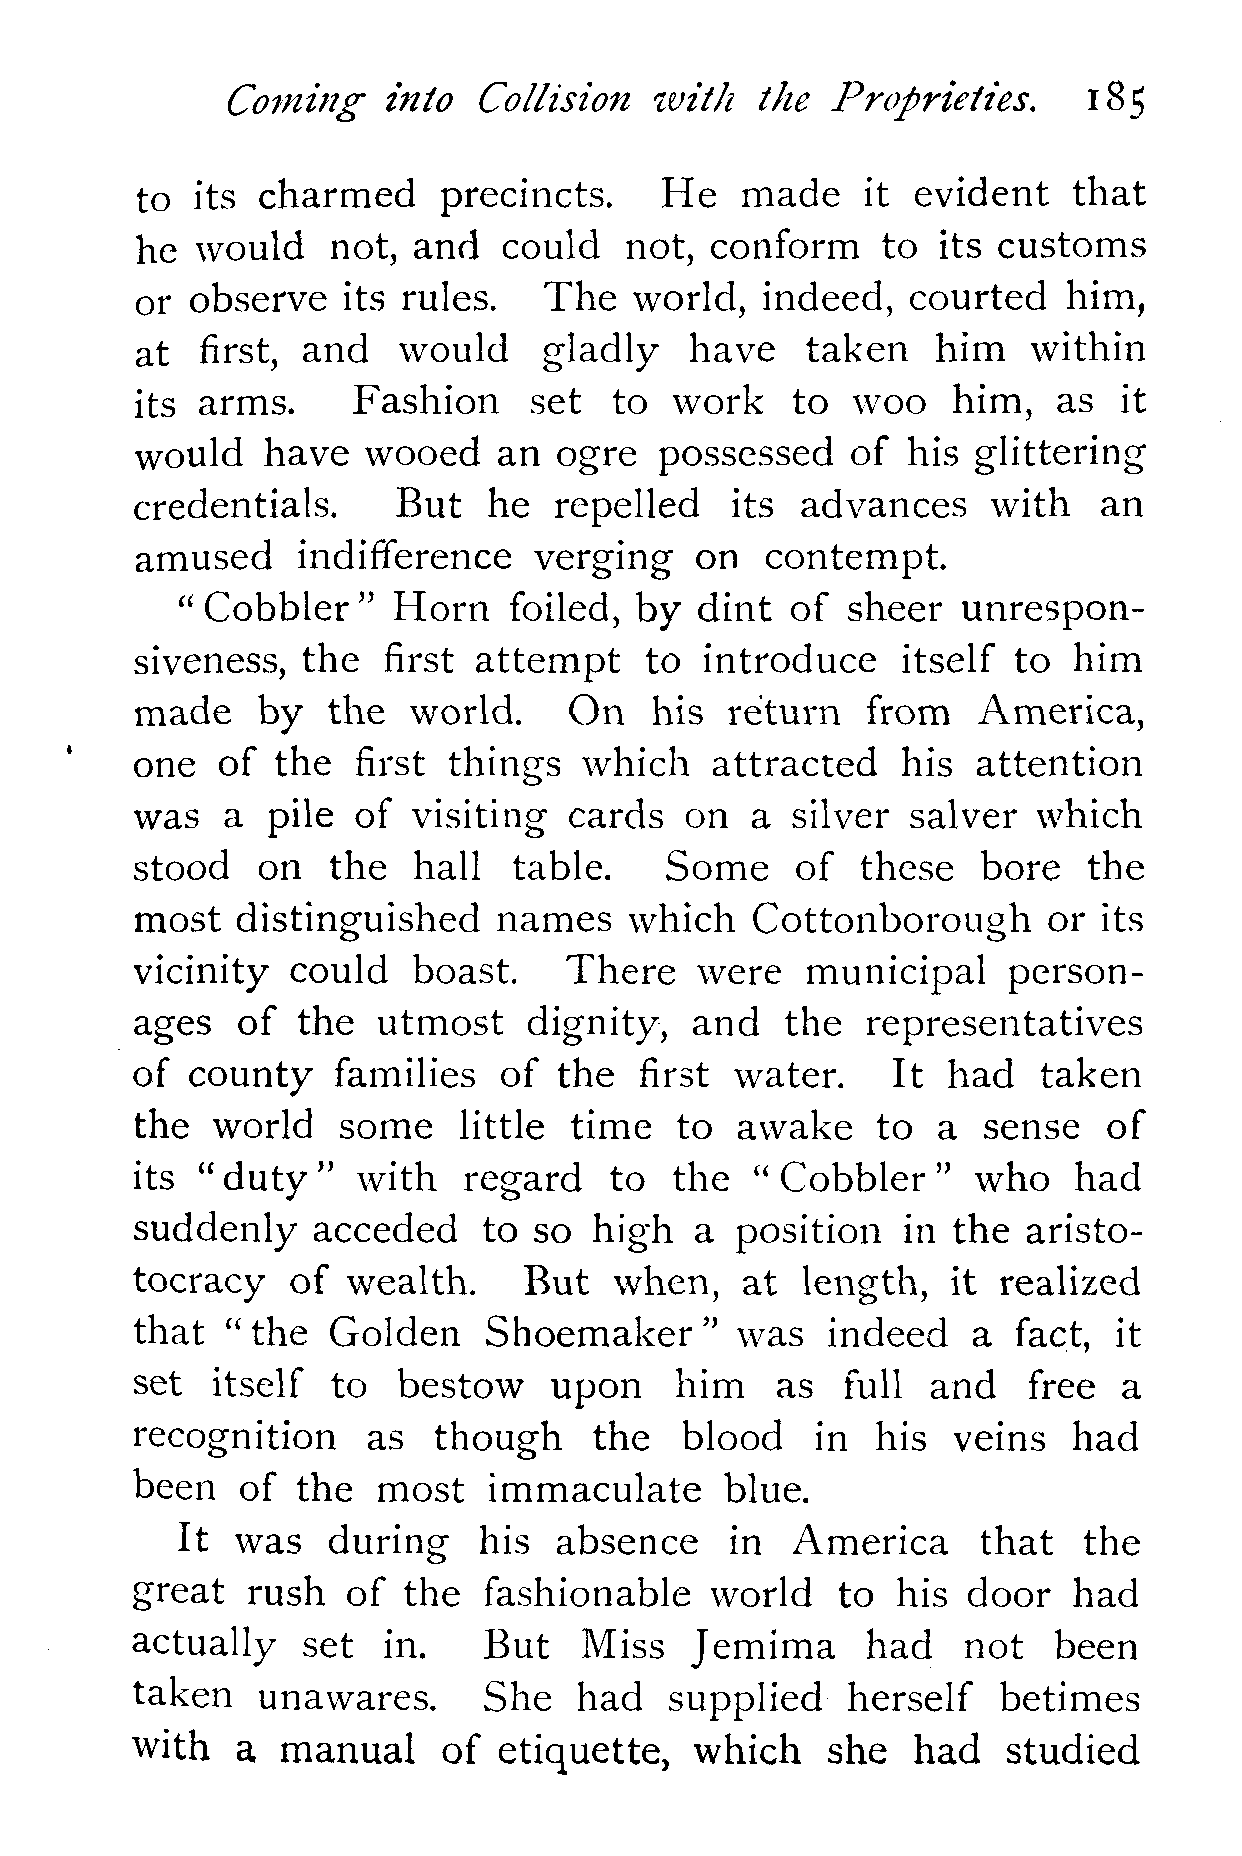 Coming into Collision with the Proprieties. 185
to its charmed precincts. He made it evident that
he would not, and could not, conform to its customs
or observe its rules. The world, indeed, courted him,
at first, and would gladly have taken him within
its arms. Fashion set to work to woo him, as it
would have wooed an ogre possessed of his glittering
credentials. But he repelled its advances with an
amused indifference verging on contempt.
"Cobbler" Horn foiled, by dint of sheer unrespon-
siveness, the first attempt to introduce itself to him
made by the world. On his return from America,
one of the first things which attracted his attention
was a pile of visiting cards on a silver salver which
stood on the hall table. Some of these bore the
most distinguished names which Cottonborough or its
vicinity could boast. There were municipal person-
ages of the utmost dignity, and the representatives
of county families of the first water. It had taken
the world some little time to awake to a sense of
its "duty" with regard to the "Cobbler" who had
suddenly acceded to so high a position in the aristo-
tocracy of wealth. But when, at length, it realized
that "the Golden Shoemaker" was indeed a fact, it
set itself to bestow upon him as full and free a
recognition as though the blood in his veins had
been of the most immaculate blue.
It was during his absence in America that the
great rush of the fashionable world to his door had
actually set in. But Miss Jemima had not been
taken unawares. She had supplied herself betimes
with a manual of etiquette, which she had studied